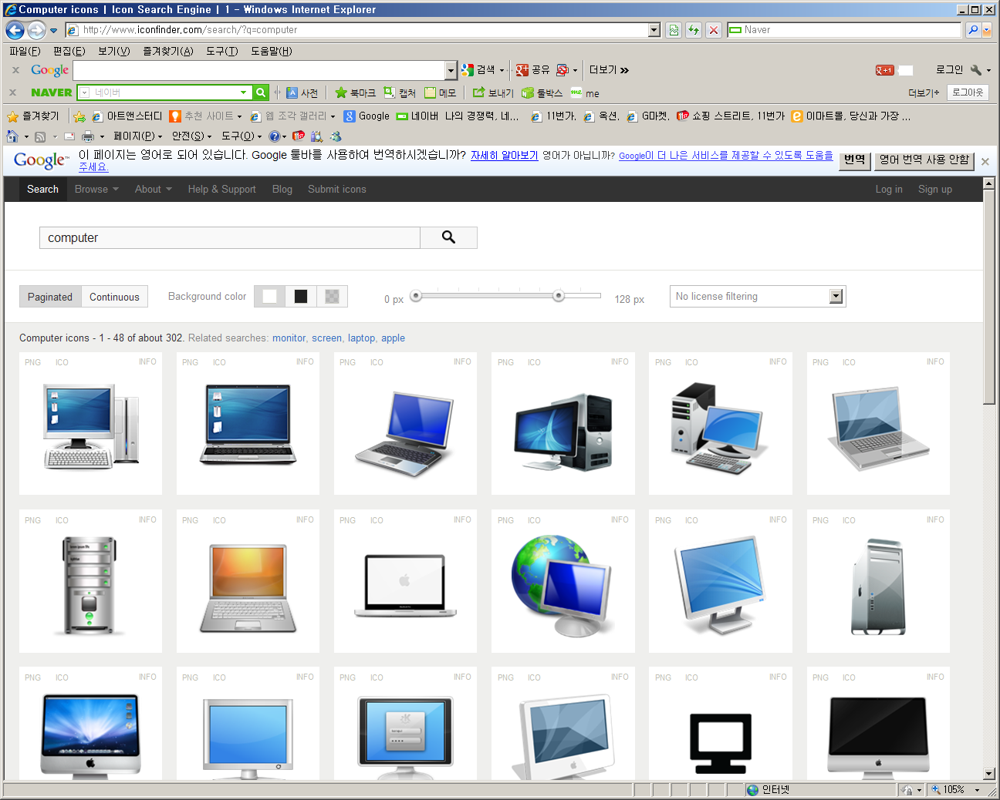 Computer icons | Icon Search Engine | 1 - Windows Internet Explorer
http://www.iconfinder.com/search/?q=computer
Naver
파일(F) 편집(E) 보기(V) 즐겨찾기(A) 도구(T) 도움말(H)
Google 검색 공유 더보기 » 로그인
NAVER 네이버 사전 북마크 캡처 메모 보내기 툴박스 me 더보기+ 로그아웃
즐겨찾기 아트앤스터디 추천 사이트 웹 조각 갤러리 Google 네이버 나의 경쟁력, 네... 11번가, 옥션, G마켓, 쇼핑 스트리트, 11번가 이마트몰, 당신과 가장 ...
페이지(P) 안전(S) 도구(O)
Google 이 페이지는 영어로 되어 있습니다. Google 툴바를 사용하여 번역하시겠습니까? 자세히 알아보기 영어가 아닙니까? Google이 더 나은 서비스를 제공할 수 있도록 도움을
주세요.
번역 영어 번역 사용 안함
Search Browse About Help & Support Blog Submit icons Log in Sign up
computer
Paginated Continuous Background color 0 px 128 px No license filtering
Computer icons - 1 - 48 of about 302. Related searches: monitor, screen, laptop, apple
PNG ICO INFO PNG ICO INFO PNG ICO INFO PNG ICO INFO PNG ICO INFO PNG ICO INFO
PNG ICO INFO PNG ICO INFO PNG ICO INFO PNG ICO INFO PNG ICO INFO PNG ICO INFO
PNG ICO INFO PNG ICO INFO PNG ICO INFO PNG ICO INFO PNG ICO INFO PNG ICO INFO
인터넷 105%